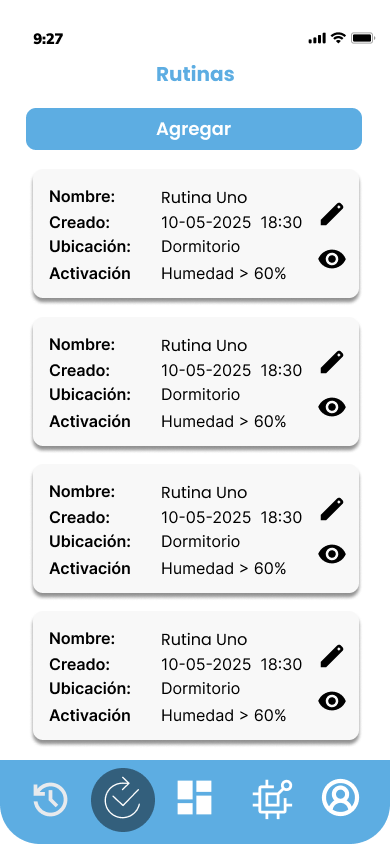 9:27
Rutinas
Agregar
Nombre: Rutina Uno
Creado: 10-05-2025 18:30
Ubicación: Dormitorio
Activación Humedad > 60%
Nombre: Rutina Uno
Creado: 10-05-2025 18:30
Ubicación: Dormitorio
Activación Humedad > 60%
Nombre: Rutina Uno
Creado: 10-05-2025 18:30
Ubicación: Dormitorio
Activación Humedad > 60%
Nombre: Rutina Uno
Creado: 10-05-2025 18:30
Ubicación: Dormitorio
Activación Humedad > 60%